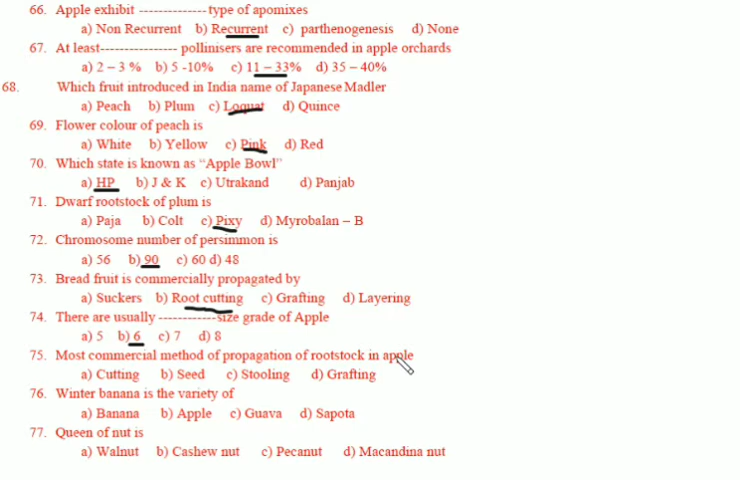 66. Apple exhibit -------------- type of apomixes
a) Non Recurrent b) Recurrent c) parthenogenesis d) None
67. At least----------------- pollinisers are recommended in apple orchards
a) 2 – 3 % b) 5 -10% c) 11 – 33% d) 35 – 40%
68. Which fruit introduced in India name of Japanese Madler
a) Peach b) Plum c) Loquat d) Quince
69. Flower colour of peach is
a) White b) Yellow c) Pink d) Red
70. Which state is known as “Apple Bowl”
a) HP b) J & K c) Utrakand d) Panjab
71. Dwarf rootstock of plum is
a) Paja b) Colt c) Pixy d) Myrobalan – B
72. Chromosome number of persimmon is
a) 56 b) 90 c) 60 d) 48
73. Bread fruit is commercially propagated by
a) Suckers b) Root cutting c) Grafting d) Layering
74. There are usually ------------size grade of Apple
a) 5 b) 6 c) 7 d) 8
75. Most commercial method of propagation of rootstock in apple
a) Cutting b) Seed c) Stooling d) Grafting
76. Winter banana is the variety of
a) Banana b) Apple c) Guava d) Sapota
77. Queen of nut is
a) Walnut b) Cashew nut c) Pecanut d) Macandina nut